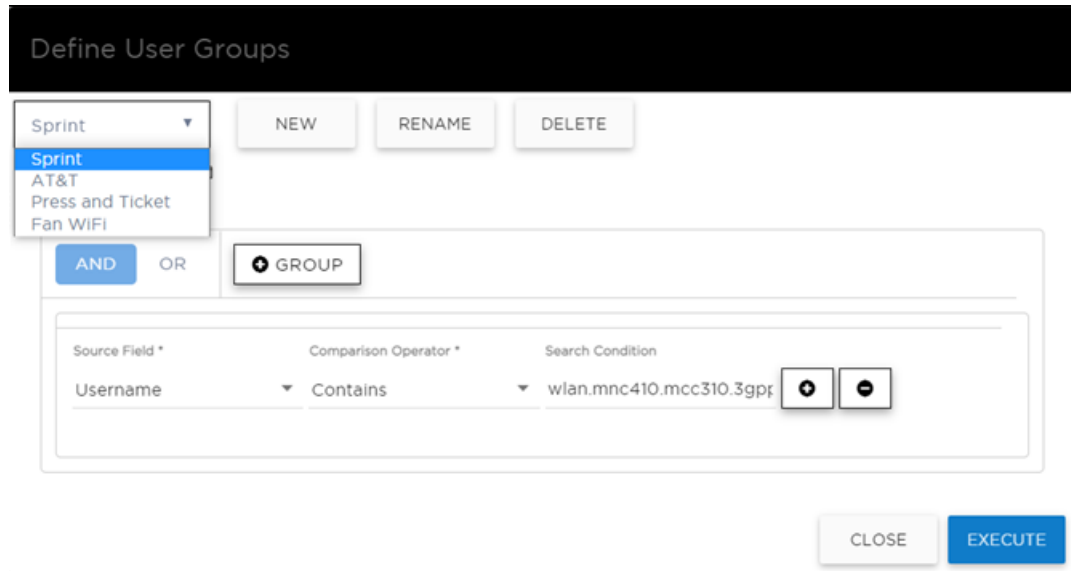 Define User Groups
Sprint
NEW
RENAME
DELETE
Sprint
AT&T
Press and Ticket
Fan WiFi
AND
OR
GROUP
Source Field *
Comparison Operator *
Search Condition
Username
Contains
wlan.mnc410.mcc310.3gpp
CLOSE
EXECUTE